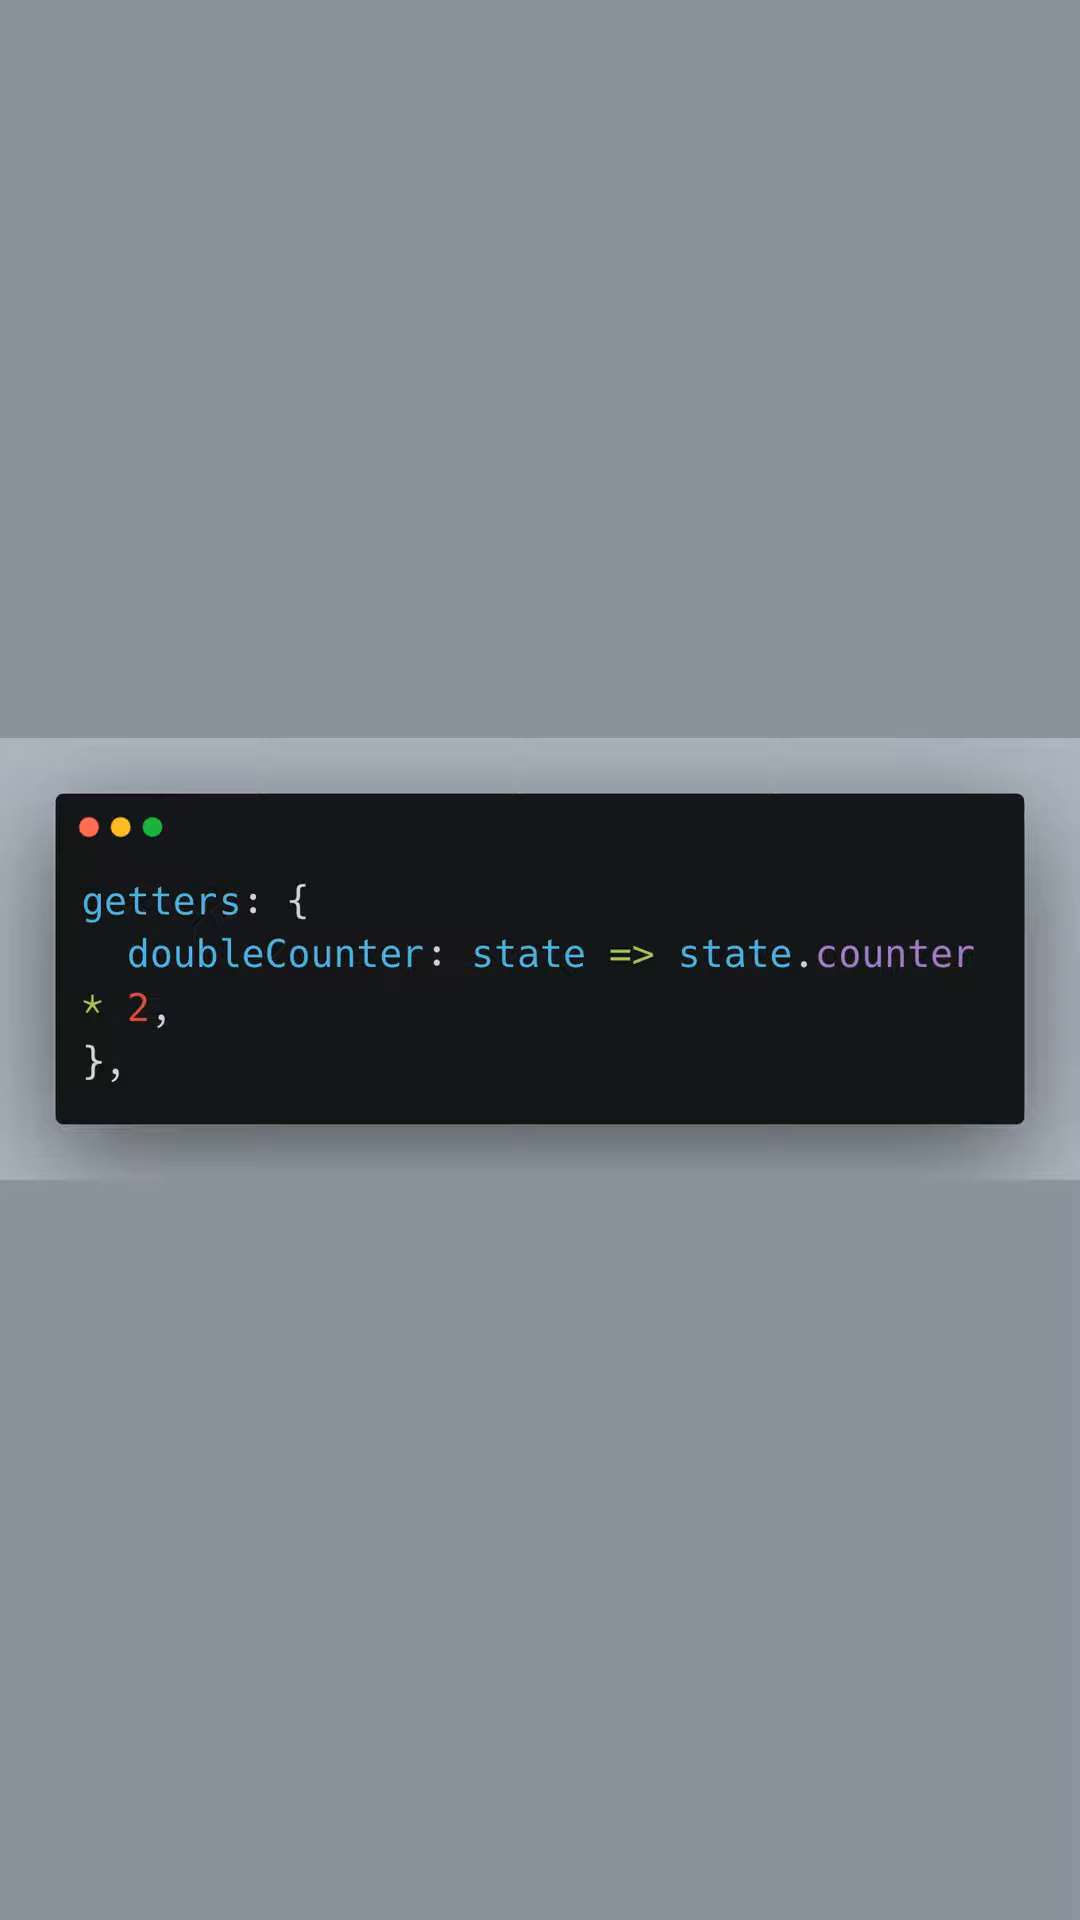 getters: {
  doubleCounter: state => state.counter
* 2,
},